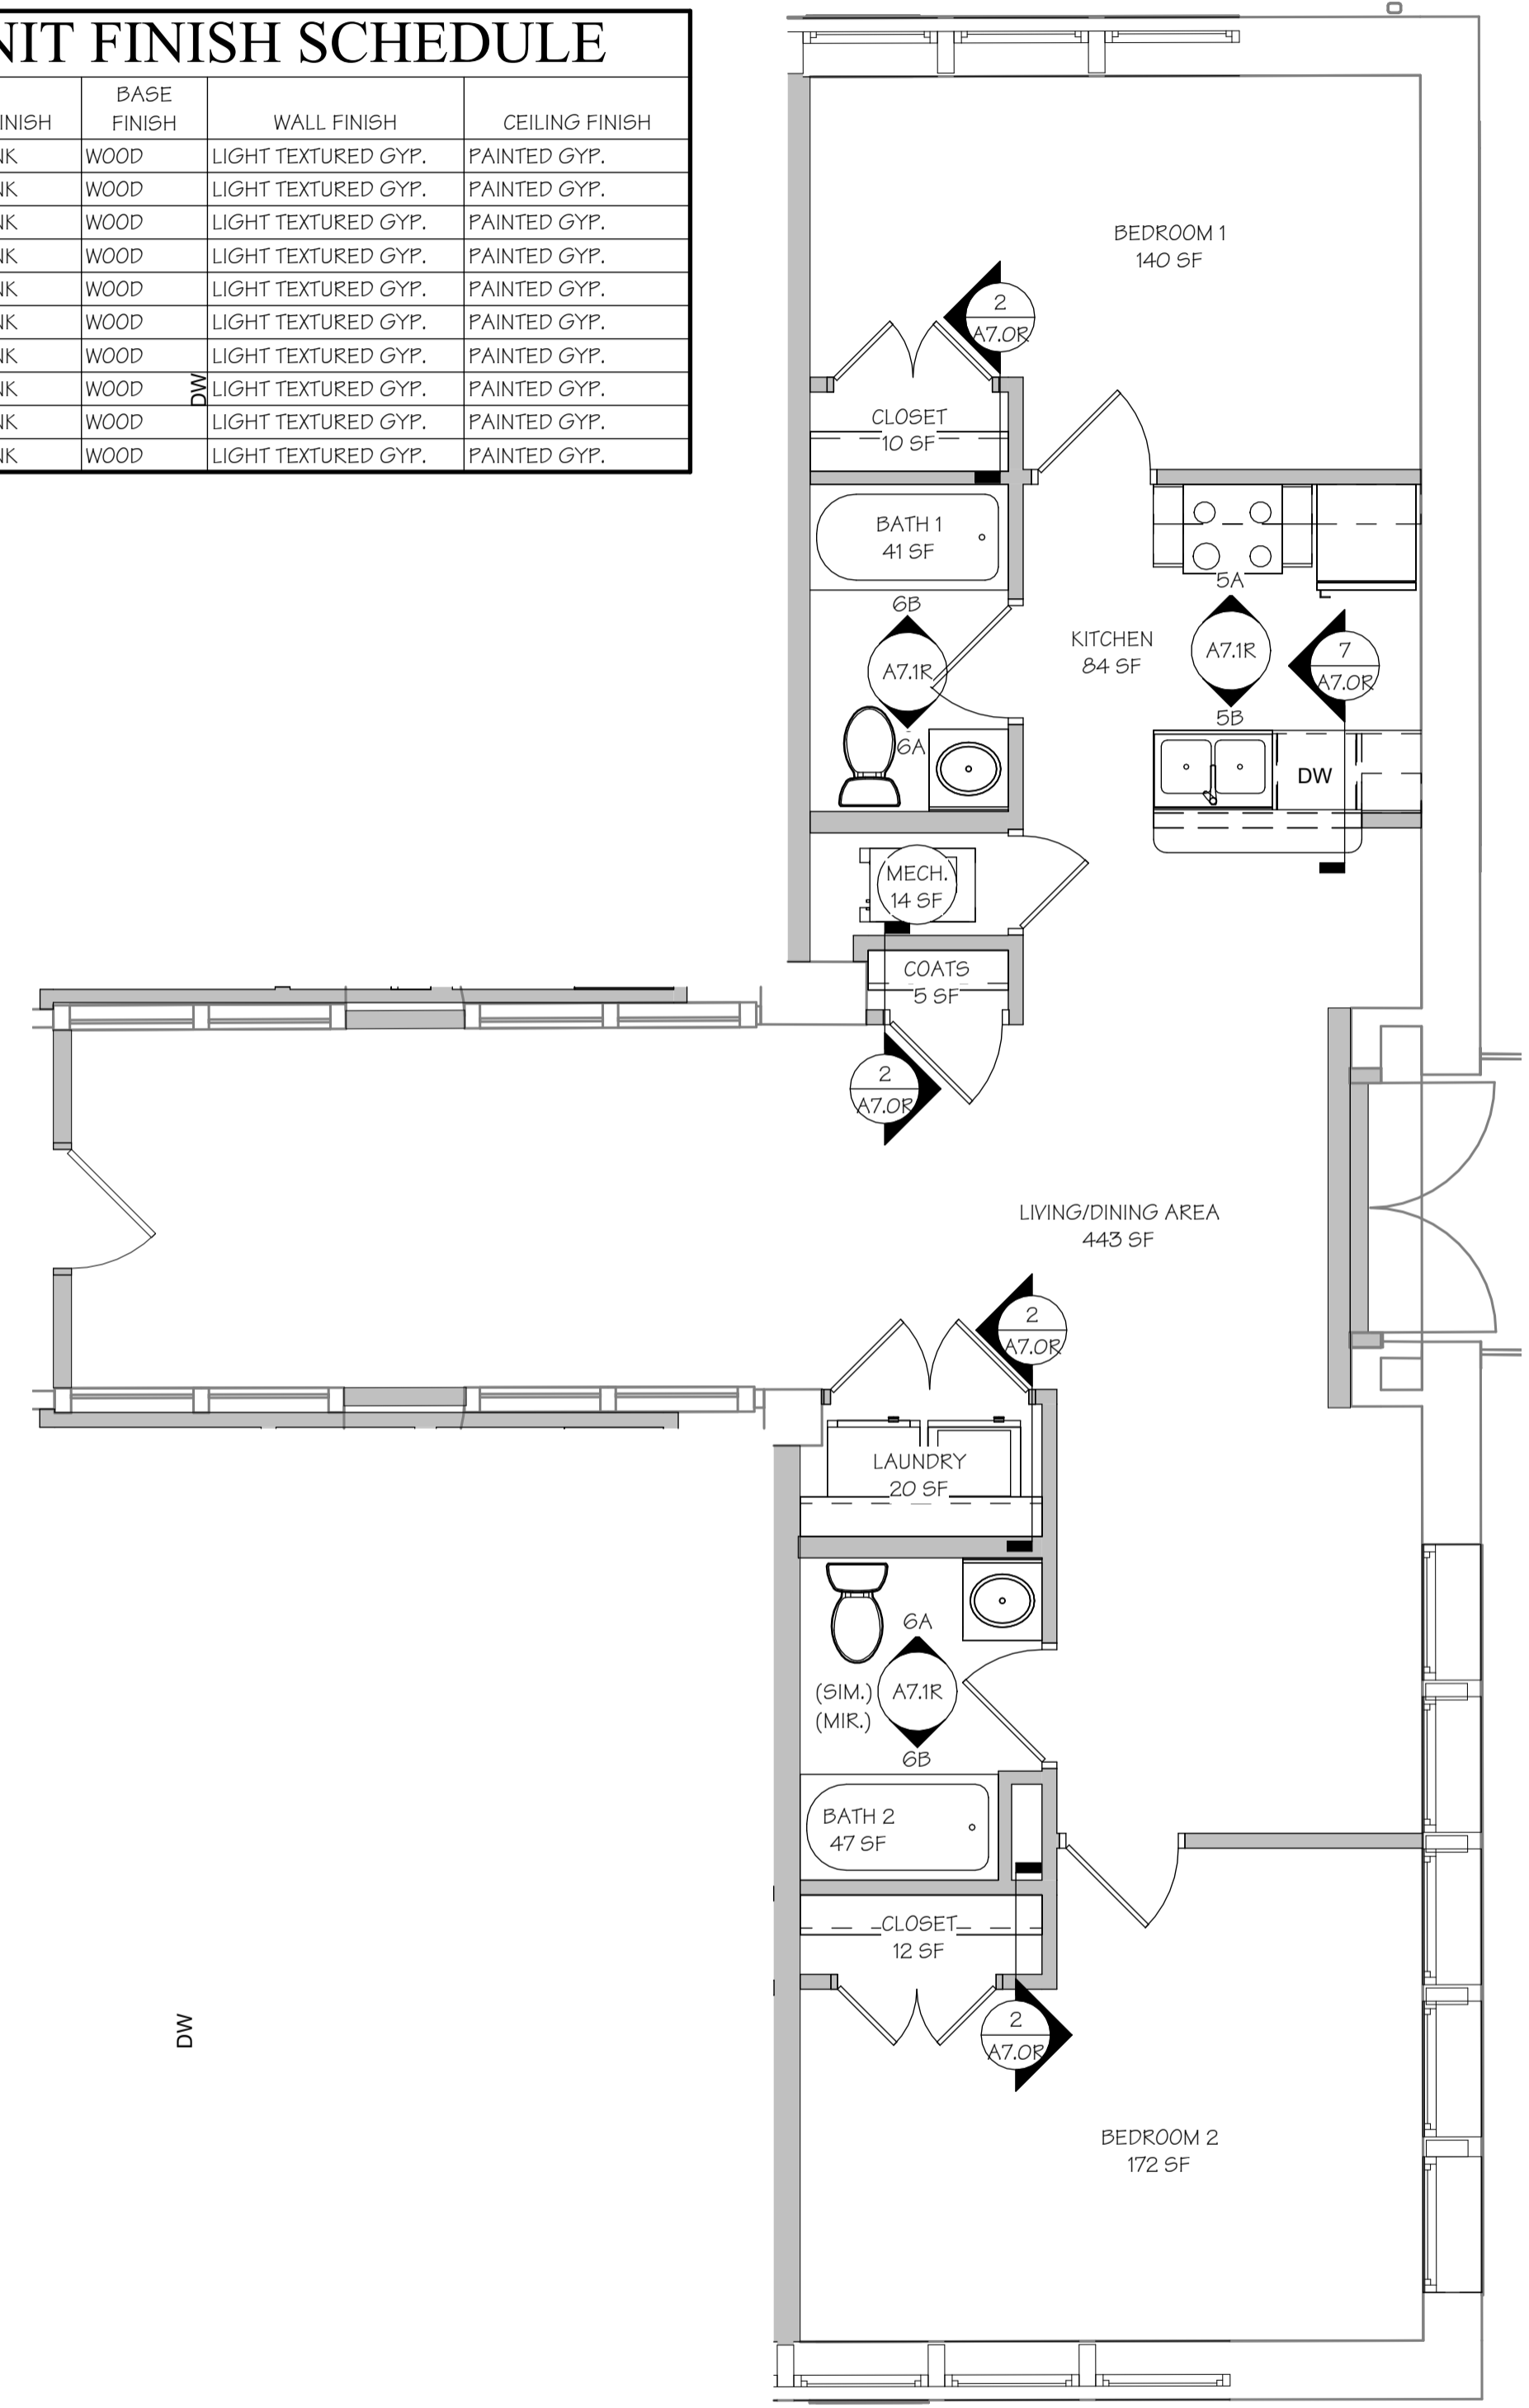 NIT FINISH SCHEDULE
INISH
BASE
FINISH
WALL FINISH
CEILING FINISH
NK WOOD LIGHT TEXTURED GYP. PAINTED GYP.
NK WOOD LIGHT TEXTURED GYP. PAINTED GYP.
NK WOOD LIGHT TEXTURED GYP. PAINTED GYP.
NK WOOD LIGHT TEXTURED GYP. PAINTED GYP.
NK WOOD LIGHT TEXTURED GYP. PAINTED GYP.
NK WOOD LIGHT TEXTURED GYP. PAINTED GYP.
NK WOOD LIGHT TEXTURED GYP. PAINTED GYP.
NK WOOD LIGHT TEXTURED GYP. PAINTED GYP.
NK WOOD LIGHT TEXTURED GYP. PAINTED GYP.
NK WOOD LIGHT TEXTURED GYP. PAINTED GYP.
DW
BEDROOM 1
140 SF
2
A7.0R
CLOSET
10 SF
BATH 1
41 SF
6B
A7.1R
6A
KITCHEN
84 SF
5A
A7.1R
5B
7
A7.0R
DW
MECH.
14 SF
COATS
5 SF
2
A7.0R
LIVING/DINING AREA
443 SF
2
A7.0R
LAUNDRY
20 SF
6A
A7.1R
6B
(SIM.)
(MIR.)
BATH 2
47 SF
CLOSET
12 SF
2
A7.0R
DW
BEDROOM 2
172 SF